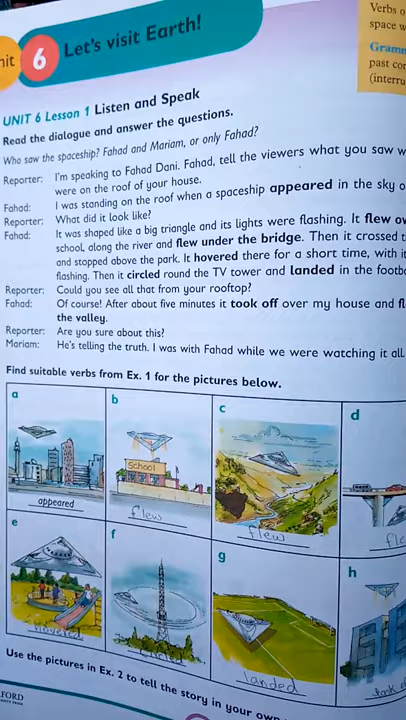 nit 6 Let's visit Earth!
Verbs o
space w
Gramm
past con
(interru
UNIT 6 Lesson 1 Listen and Speak
Read the dialogue and answer the questions.
Who saw the spaceship? Fahad and Mariam, or only Fahad?
Reporter: I'm speaking to Fahad Dani. Fahad, tell the viewers what you saw w
were on the roof of your house.
Fahad: I was standing on the roof when a spaceship appeared in the sky o
Reporter: What did it look like?
Fahad: It was shaped like a big triangle and its lights were flashing. It flew ov
school, along the river and flew under the bridge. Then it crossed t
and stopped above the park. It hovered there for a short time, with it
flashing. Then it circled round the TV tower and landed in the footb
Reporter: Could you see all that from your rooftop?
Fahad: Of course! After about five minutes it took off over my house and fl
the valley.
Reporter: Are you sure about this?
Mariam: He's telling the truth. I was with Fahad while we were watching it all
Find suitable verbs from Ex. 1 for the pictures below.
a b c d
School
appeared flew flew fle
e f g h
hovered circled landed took o
Use the pictures in Ex. 2 to tell the story in your own
FORD